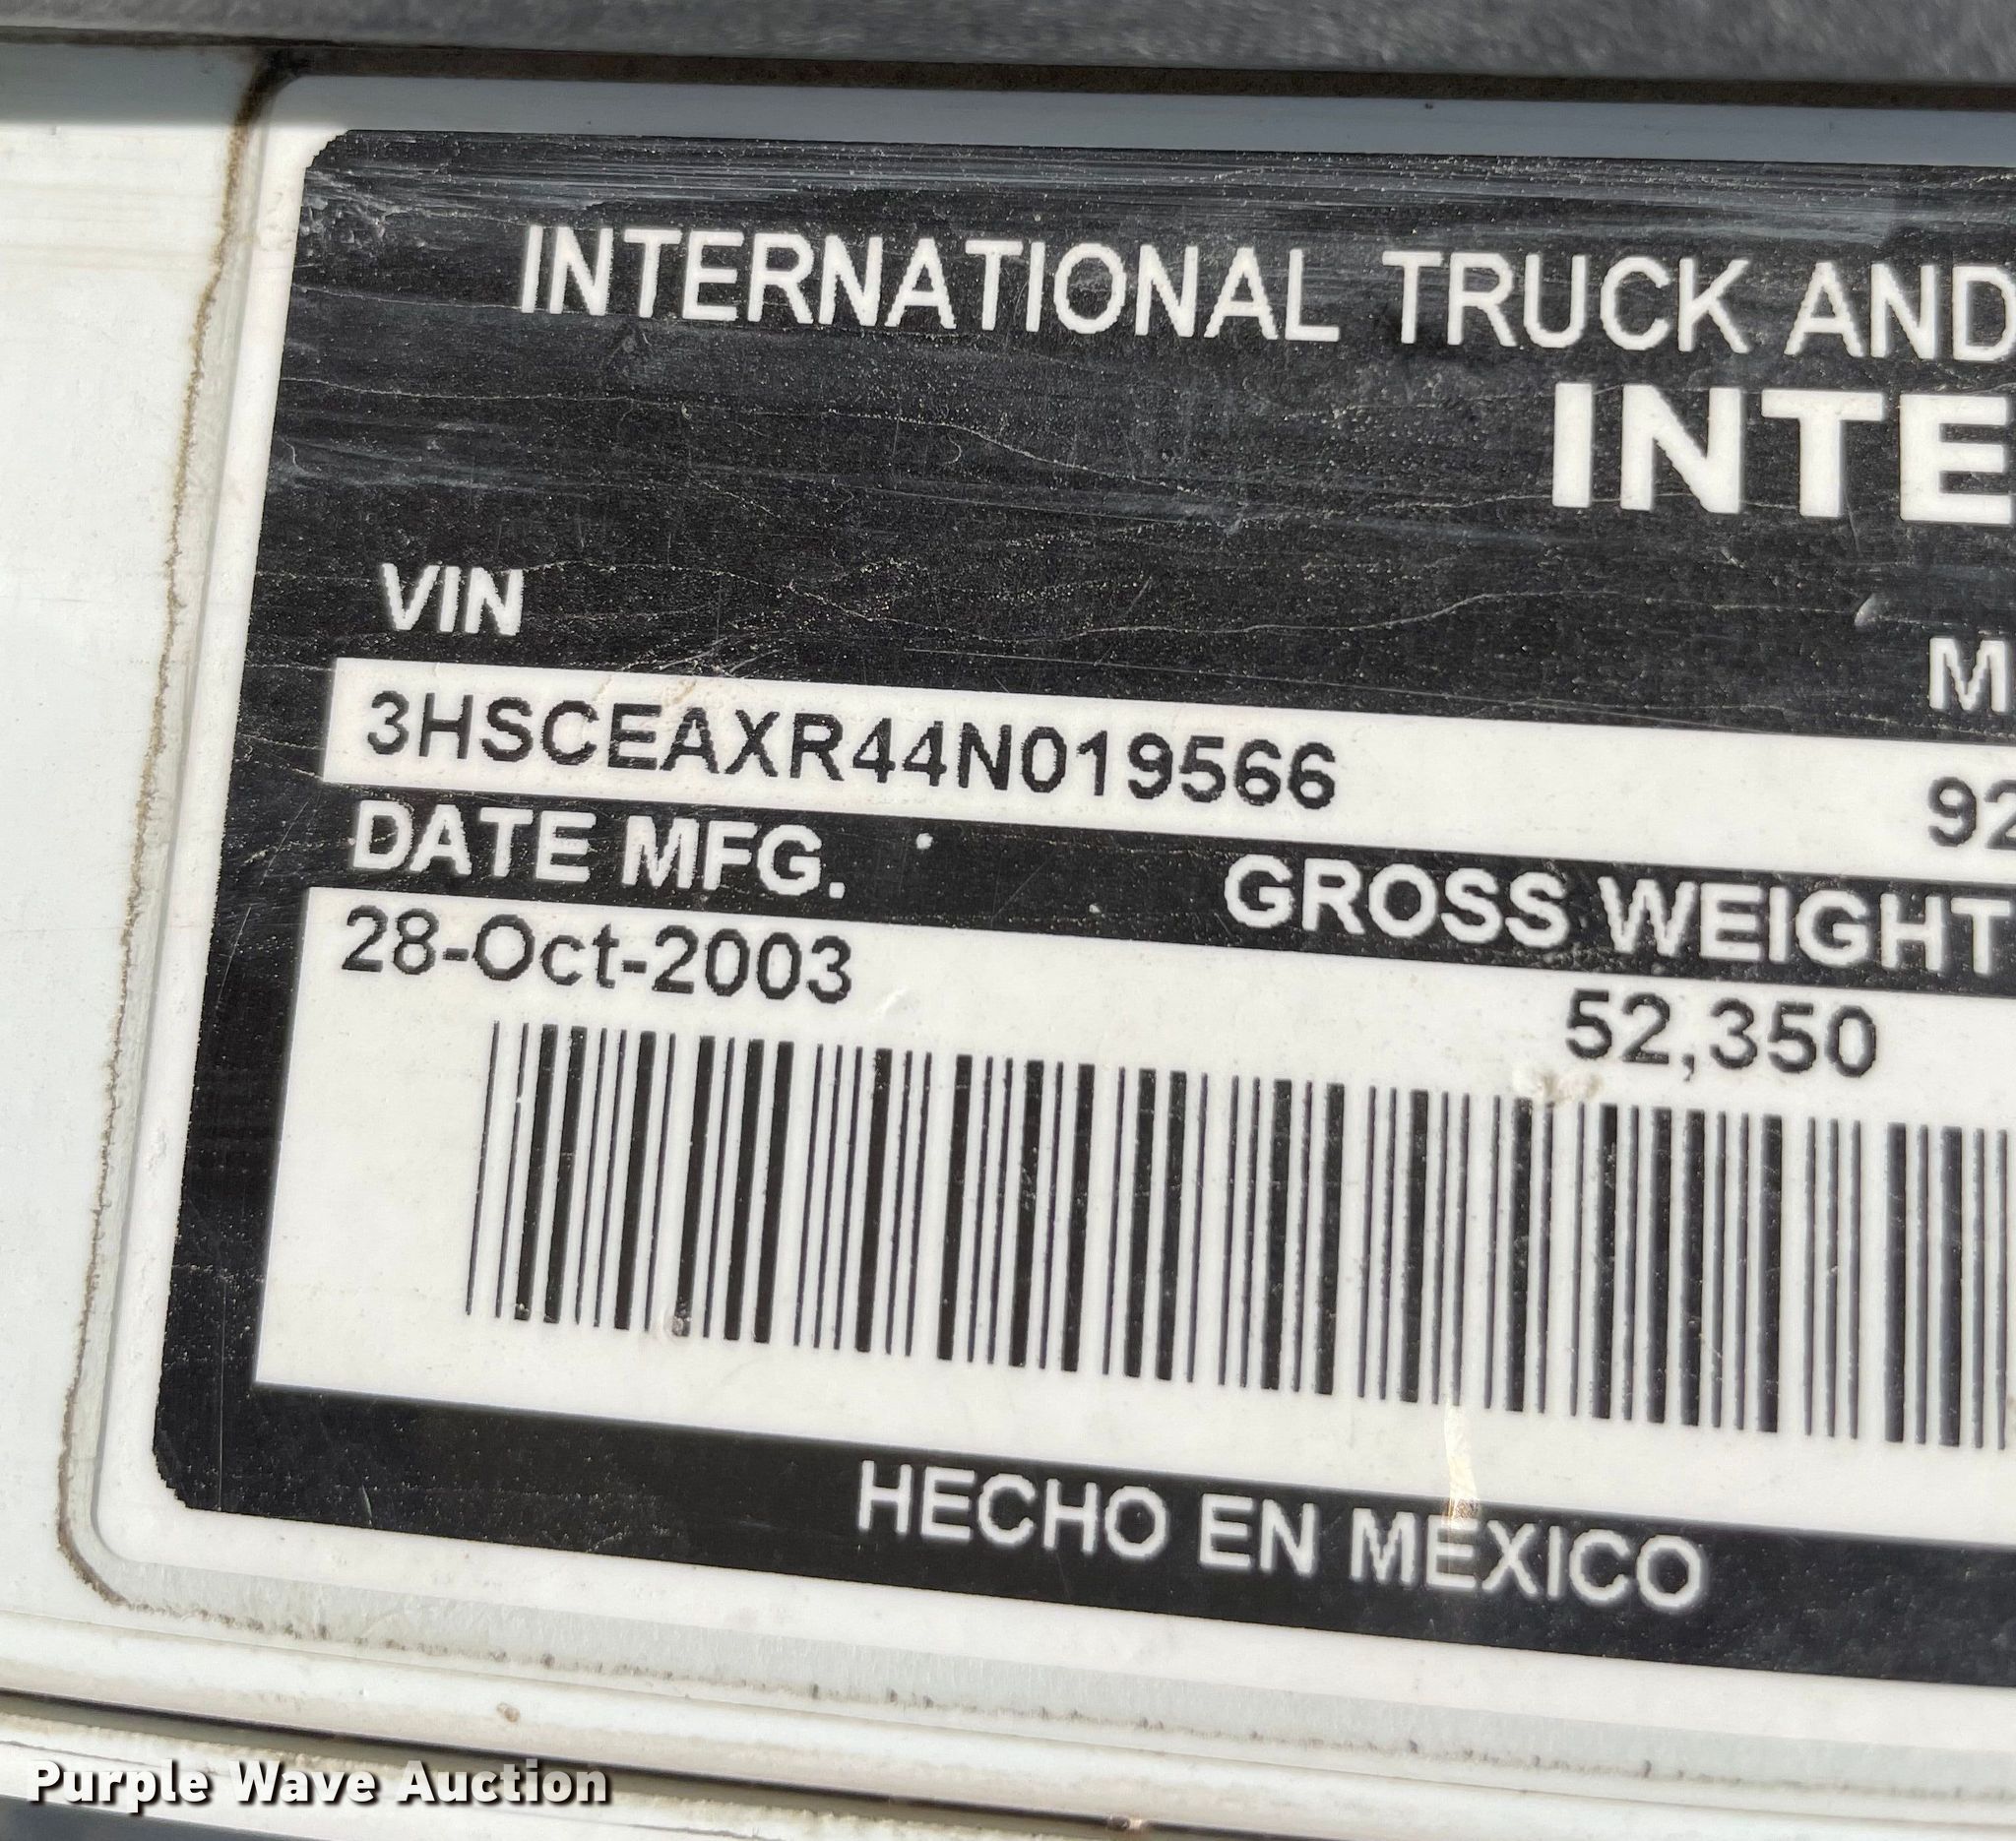 INTERNATIONAL TRUCK AND
INTE
VIN M
3HSCEAXR44N019566 92
DATE MFG. GROSS WEIGHT
28-Oct-2003 52,350
HECHO EN MEXICO
Purple Wave Auction